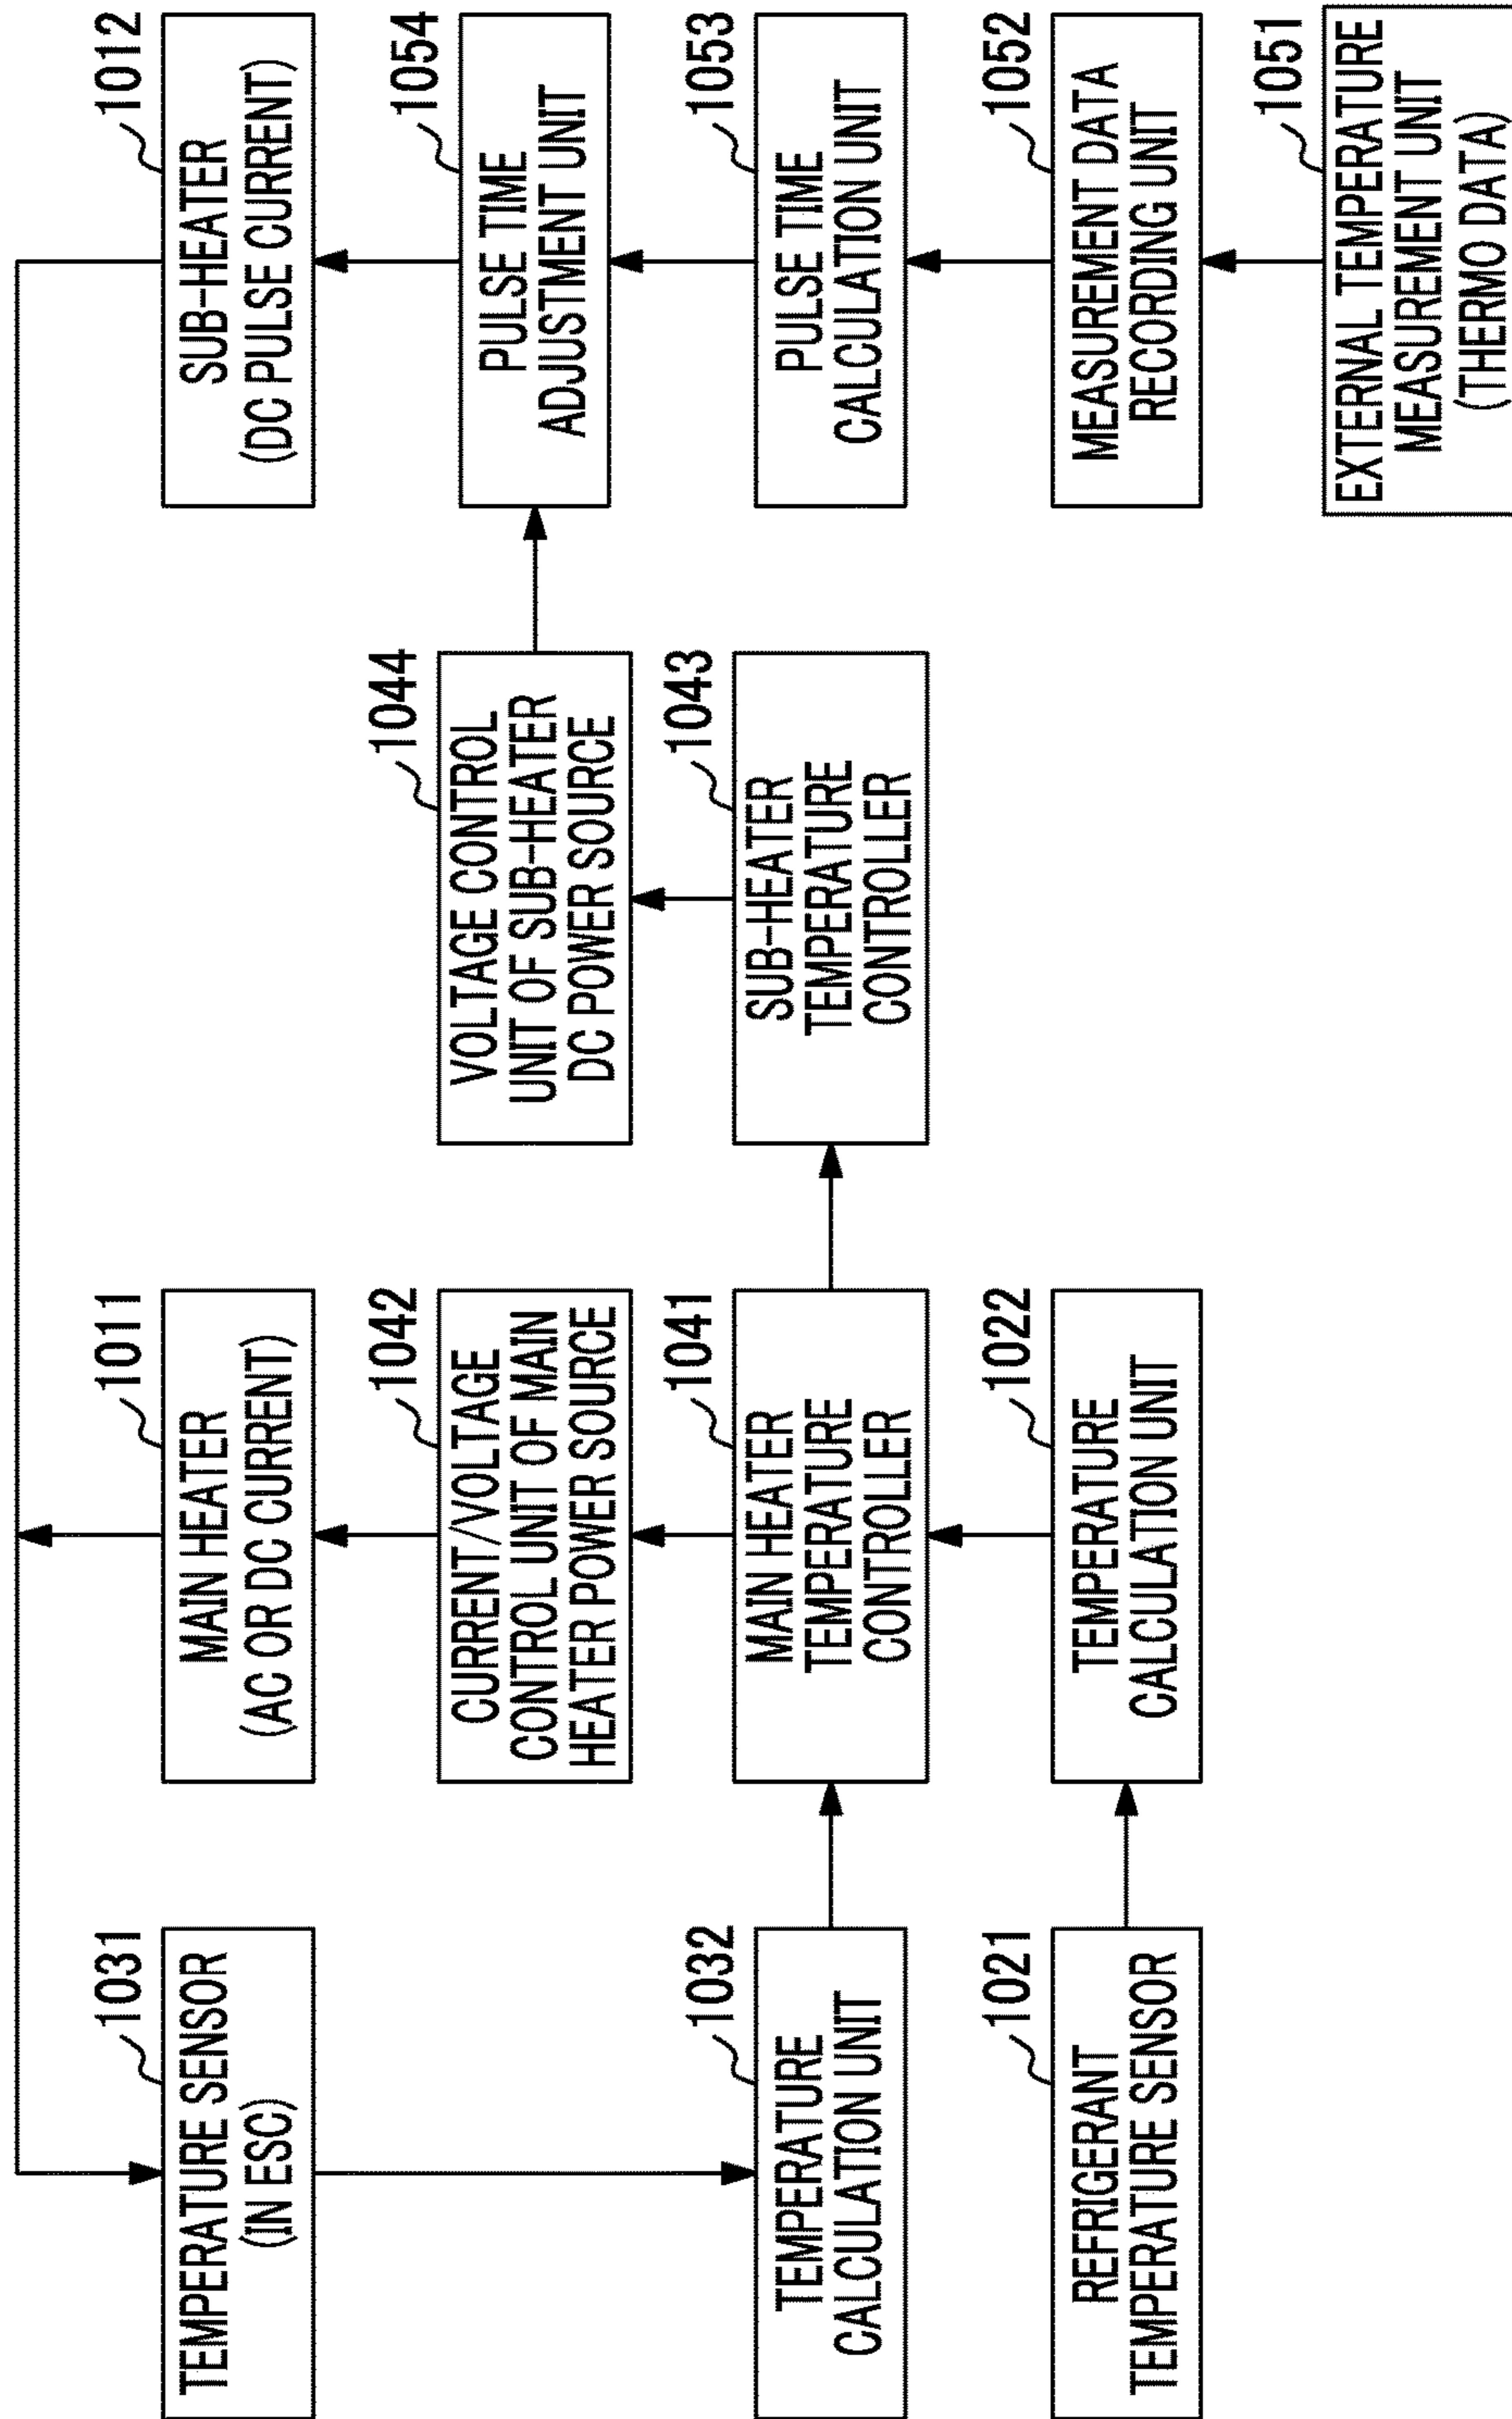 1031
TEMPERATURE SENSOR
(IN ESC)
1011
MAIN HEATER
(AC OR DC CURRENT)
1012
SUB-HEATER
(DC PULSE CURRENT)
1042
CURRENT/VOLTAGE
CONTROL UNIT OF MAIN
HEATER POWER SOURCE
1044
VOLTAGE CONTROL
UNIT OF SUB-HEATER
DC POWER SOURCE
1054
PULSE TIME
ADJUSTMENT UNIT
1032
TEMPERATURE
CALCULATION UNIT
1041
MAIN HEATER
TEMPERATURE
CONTROLLER
1043
SUB-HEATER
TEMPERATURE
CONTROLLER
1053
PULSE TIME
CALCULATION UNIT
1021
REFRIGERANT
TEMPERATURE SENSOR
1022
TEMPERATURE
CALCULATION UNIT
1052
MEASUREMENT DATA
RECORDING UNIT
1051
EXTERNAL TEMPERATURE
MEASUREMENT UNIT
(THERMO DATA)